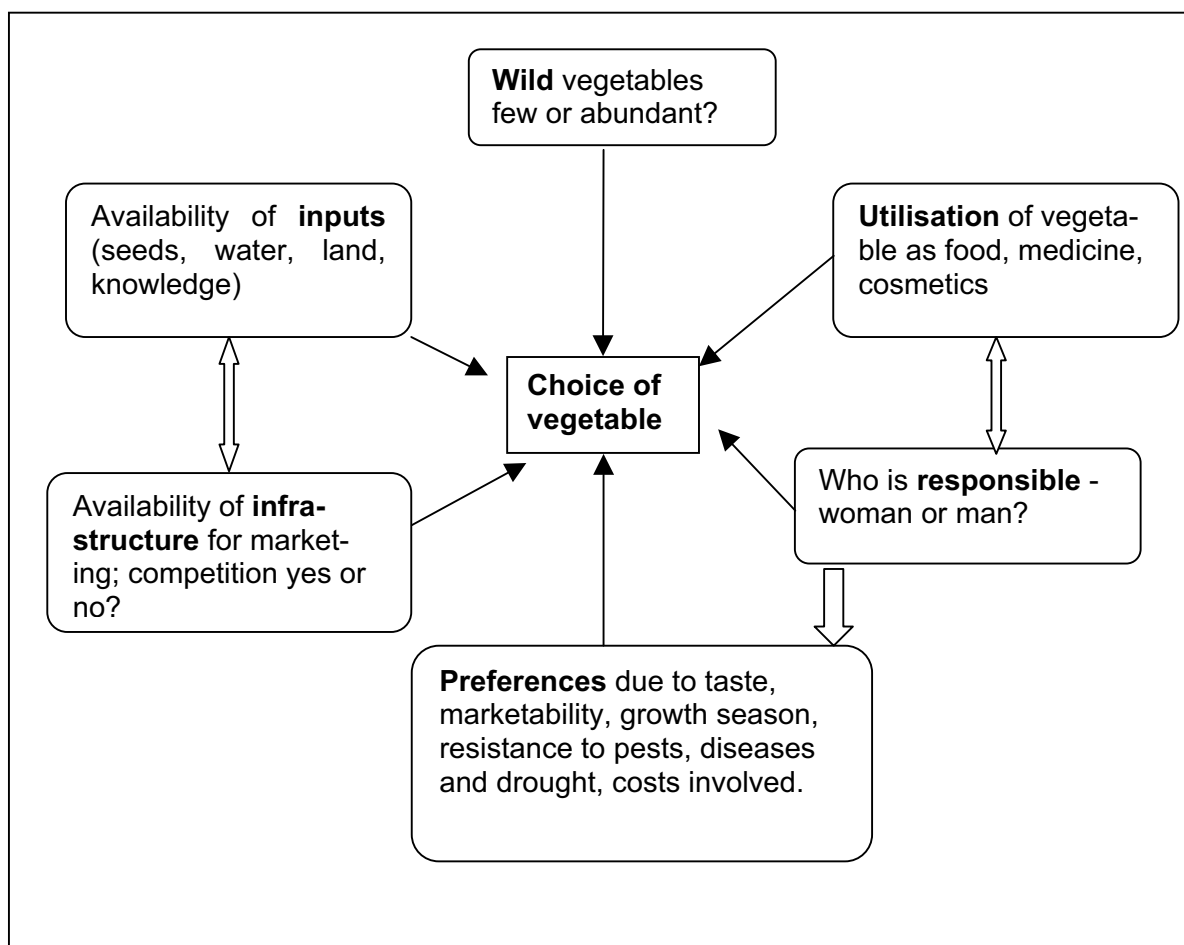 Wild vegetables
few or abundant?
Availability of inputs
(seeds, water, land,
knowledge)
Utilisation of vegeta-
ble as food, medicine,
cosmetics
Choice of
vegetable
Availability of infra-
structure for market-
ing; competition yes or
no?
Who is responsible -
woman or man?
Preferences due to taste,
marketability, growth season,
resistance to pests, diseases
and drought, costs involved.